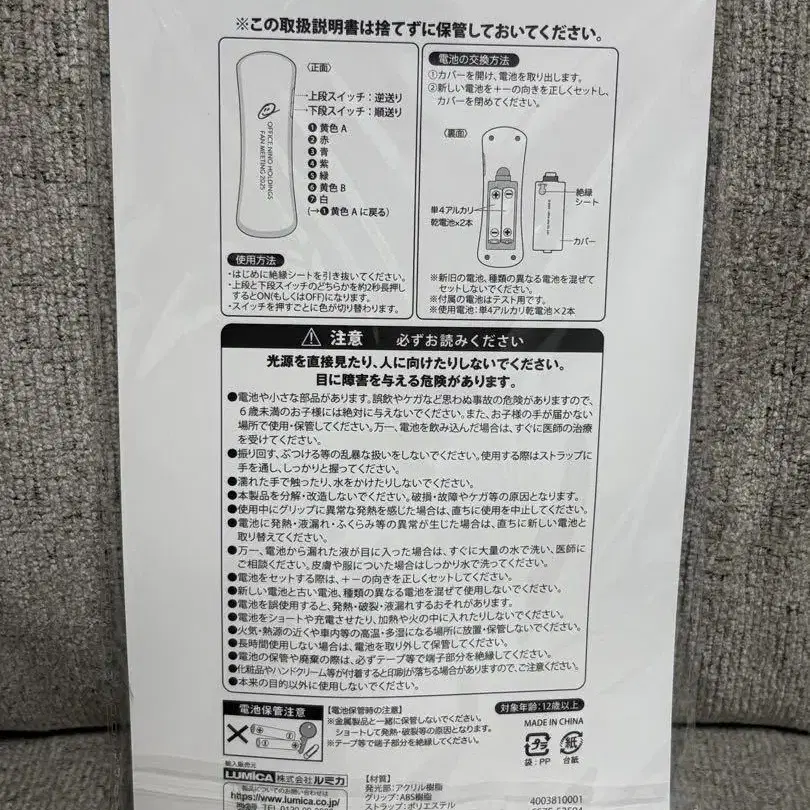 ※この取扱説明書は捨てずに保管しておいてください。
〈正面〉
上段スイッチ:逆送り
下段スイッチ:順送り
❶黄色A
❷赤
❸青
❹紫
❺緑
❻黄色B
❼白
(→❶黄色Aに戻る)
OFFICE NINO HOLDINGS
FAN MEETING 2025
使用方法
・はじめに絶縁シートを引き抜いてください。
・上段と下段スイッチのどちらかを約2秒長押し
するとON(もしくはOFF)になります。
・スイッチを押すごとに色が切り替わります。
電池の交換方法
①カバーを開け、電池を取り出します。
②新しい電池を+−の向きを正しくセットし、
カバーを閉めてください。
〈裏面〉
単4アルカリ
乾電池x2本
絶縁
シート
カバー
※新旧の電池、種類の異なる電池を混ぜて
セットしないでください。
※付属の電池はテスト用です。
※使用電池:単4アルカリ乾電池×2本
注意 必ずお読みください
光源を直接見たり、人に向けたりしないでください。
目に障害を与える危険があります。
●電池や小さな部品があります。誤飲やケガなど思わぬ事故の危険がありますので、
6歳未満のお子様には絶対に与えないでください。また、お子様の手が届かない
場所で使用・保管してください。万一、電池を飲み込んだ場合は、すぐに医師の治療
を受けてください。
●振り回す、ぶつける等の乱暴な扱いをしないでください。使用する際はストラップに
手を通し、しっかりと握ってください。
●濡れた手で触ったり、水をかけたりしないでください。
●本製品を分解・改造しないでください。破損・故障やケガ等の原因となります。
●使用中にグリップに異常な発熱を感じた場合は、直ちに使用を中止してください。
●電池に発熱・液漏れ・ふくらみ等の異常が生じた場合は、直ちに新しい電池と
取り替えてください。
●万一、電池から漏れた液が目に入った場合は、すぐに大量の水で洗い、医師に
ご相談ください。皮膚や服についた場合はしっかり水で洗ってください。
●電池をセットする際は、+−の向きを正しくセットしてください。
●新しい電池と古い電池、種類の異なる電池を混ぜて使用しないでください。
●電池を誤使用すると、発熱・破裂・液漏れするおそれがあります。
●電池をショートや充電させたり、加熱や火の中に入れたりしないでください。
●火気・熱源の近くや車内等の高温・多湿になる場所に放置・保管しないでください。
●長時間使用しない場合は、電池を取り外して保管してください。
●電池の保管や廃棄の際は、必ずテープ等で端子部分を絶縁してください。
●化粧品やハンドクリーム等が付着すると印刷が落ちる場合がありますので、ご注意ください。
●本来の目的以外に使用しないでください。
電池保管注意
【電池保管時の注意】
※金属製品と一緒に保管しないでください。
ショートして発熱・破裂等の原因となります。
※テープ等で端子部分を絶縁してください。
対象年齢:12歳以上
MADE IN CHINA
プラ
袋:PP
紙
台紙
輸入販売元
LUMICA 株式会社ルミカ
製品についてのお問い合わせは
https://www.lumica.co.jp/
【材質】
発光部:アクリル樹脂
グリップ:ABS樹脂
ストラップ:ポリエステル
4003810001